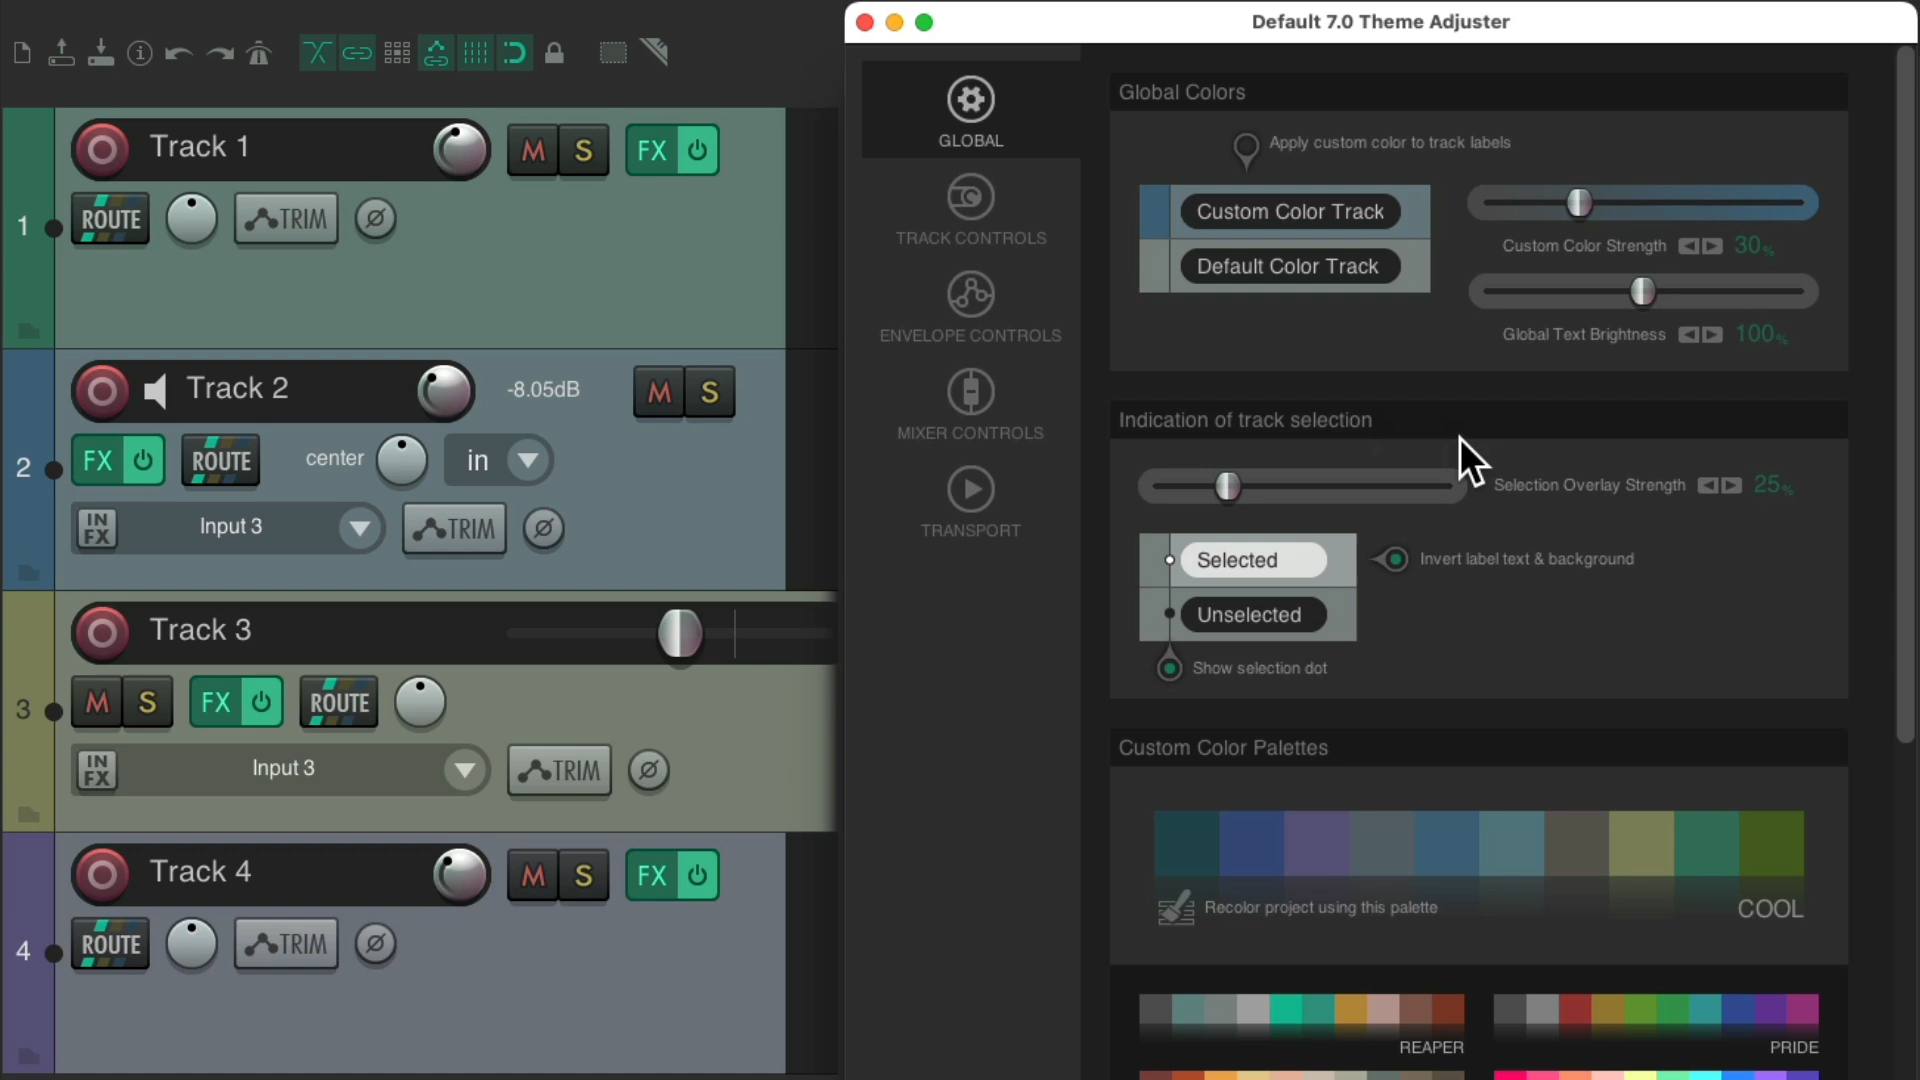 Default 7.0 Theme Adjuster
1
Track 1
M S FX
ROUTE TRIM
2
Track 2
-8.05dB
M S
FX ROUTE center in
IN FX Input 3 TRIM
3
Track 3
M S FX ROUTE
IN FX Input 3 TRIM
4
Track 4
M S FX
ROUTE TRIM
GLOBAL
TRACK CONTROLS
ENVELOPE CONTROLS
MIXER CONTROLS
TRANSPORT
Global Colors
Apply custom color to track labels
Custom Color Track
Default Color Track
Custom Color Strength 30%
Global Text Brightness 100%
Indication of track selection
Selection Overlay Strength 25%
Selected
Invert label text & background
Unselected
Show selection dot
Custom Color Palettes
Recolor project using this palette
COOL
REAPER
PRIDE